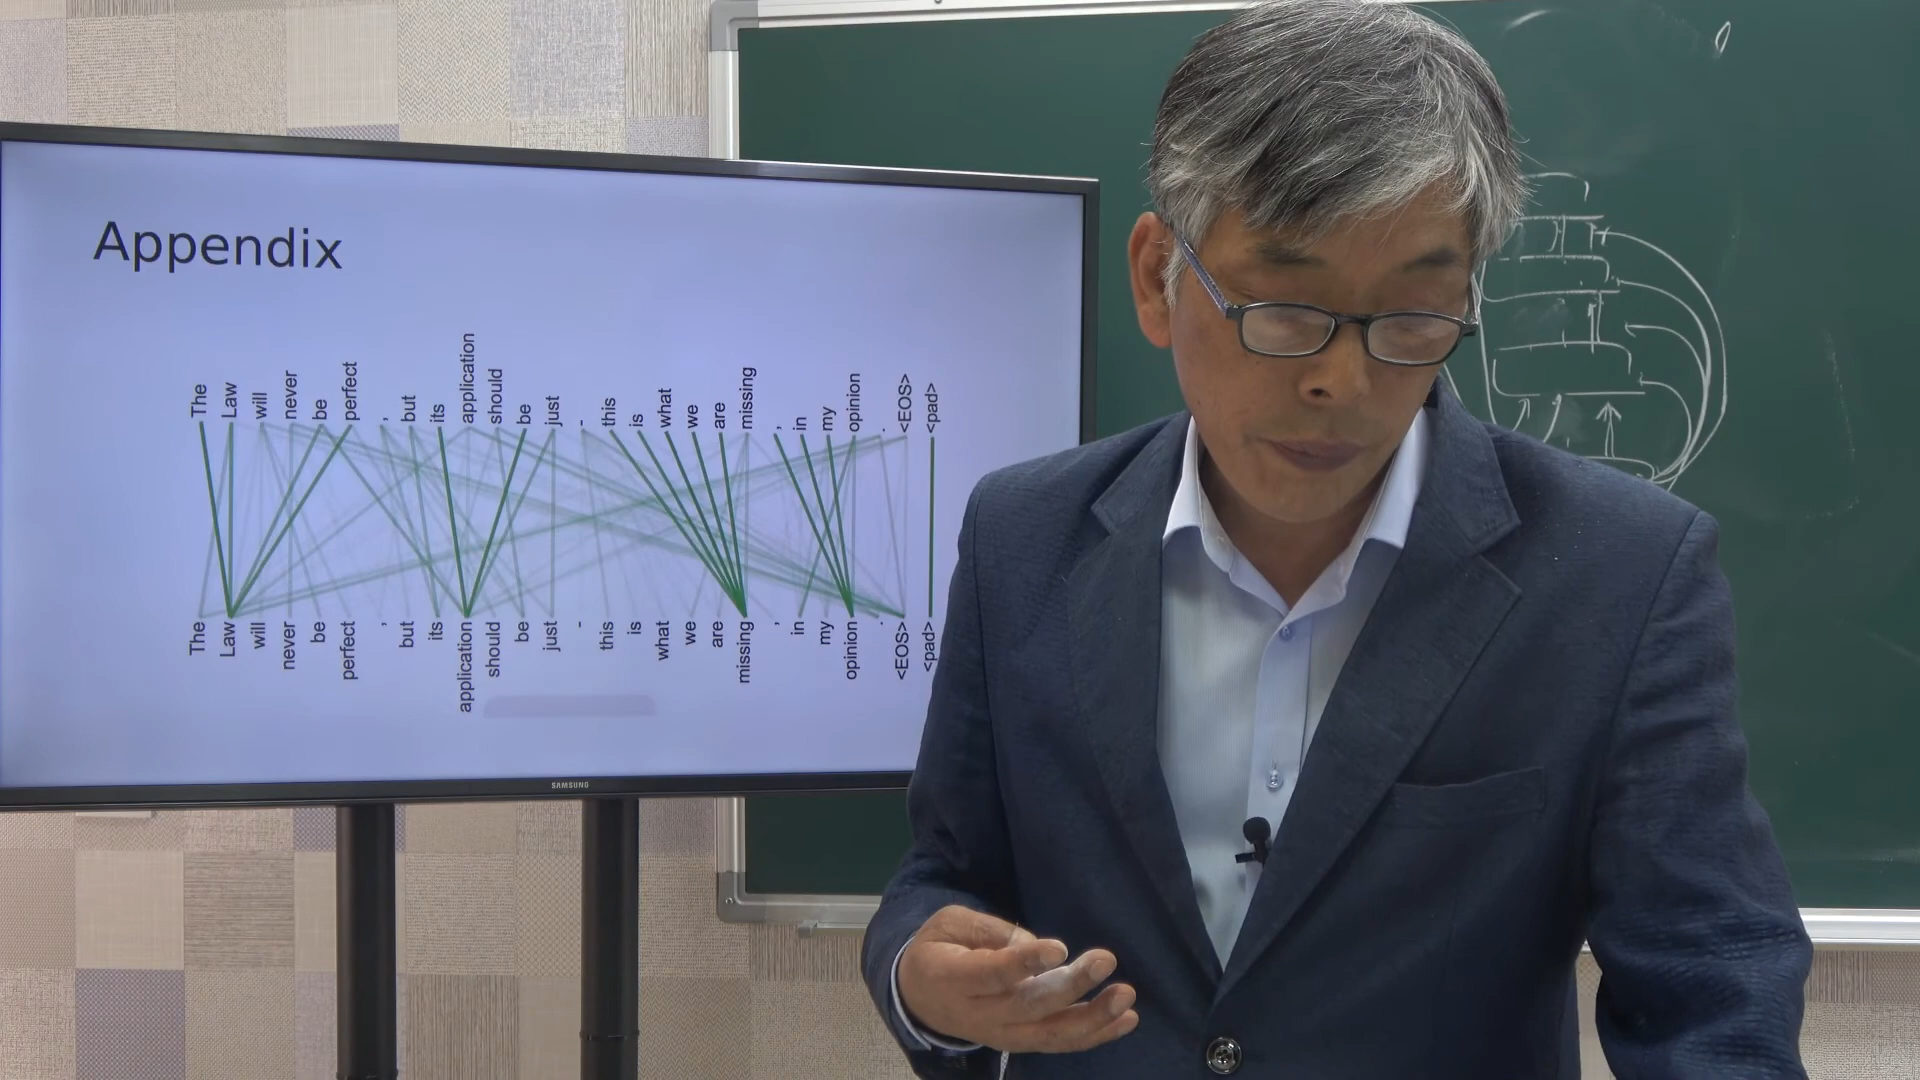 Appendix
The Law will never be perfect , but its application should be just - this is what we are missing , in my opinion . <EOS> <pad>
The Law will never be perfect , but its application should be just - this is what we are missing , in my opinion . <EOS> <pad>
SAMSUNG